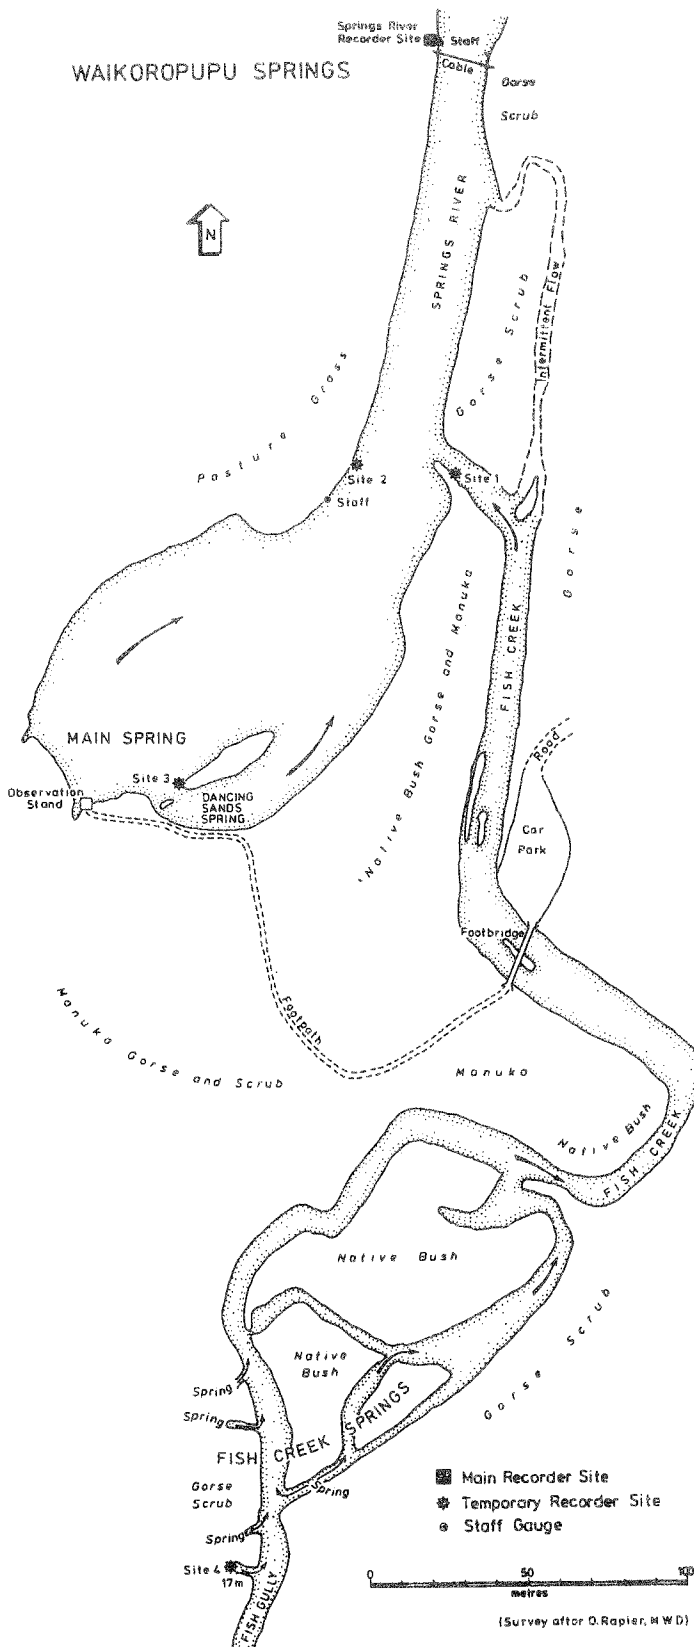 Springs River
Recorder Site
Staff
WAIKOROPUPU SPRINGS
Cable
Gorse
Scrub
N
SPRINGS RIVER
Intermittent Flow
Gorse Scrub
Pasture Grass
Site 2
Site 1
Staff
Gorse
FISH CREEK
Native Bush Gorse and Manuka
MAIN SPRING
Road
Site 3
Observation
Stand
DANCING
SANDS
SPRING
Car
Park
Footbridge
Footpath
Manuka Gorse and Scrub
Manuka
Native Bush
FISH CREEK
Native Bush
Gorse Scrub
Native
Bush
Spring
Spring
FISH CREEK SPRINGS
Gorse
Scrub
Spring
Spring
Site 4
17m
FISH GULLY
Main Recorder Site
Temporary Recorder Site
Staff Gauge
0 50 100
metres
(Survey after D. Rapier, M W D)